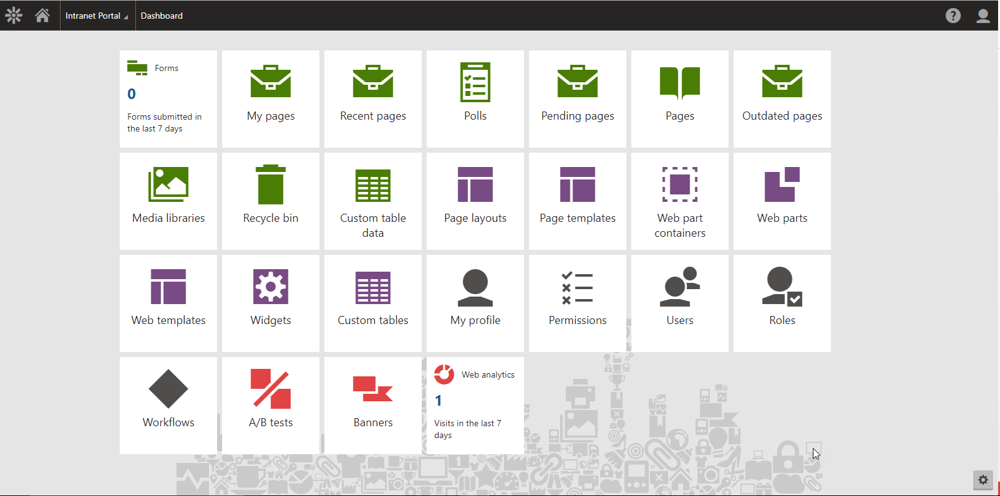 Intranet Portal
Dashboard
Forms
0
Forms submitted in
the last 7 days
My pages
Recent pages
Polls
Pending pages
Pages
Outdated pages
Media libraries
Recycle bin
Custom table
data
Page layouts
Page templates
Web part
containers
Web parts
Web templates
Widgets
Custom tables
My profile
Permissions
Users
Roles
Workflows
A/B tests
Banners
Web analytics
1
Visits in the last 7
days